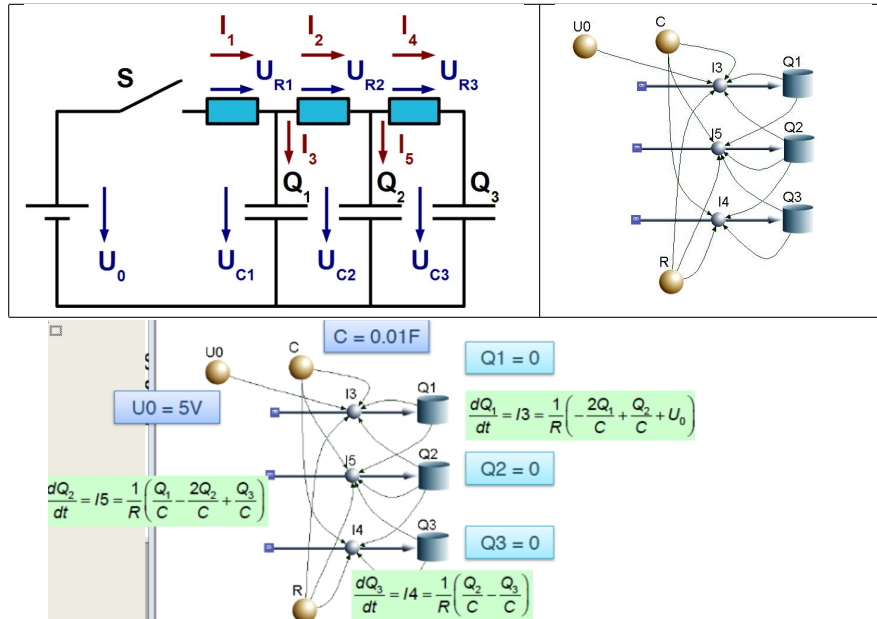 I1 I2 I4
S UR1 UR2 UR3
I3 I5
Q1 Q2 Q3
U0 UC1 UC2 UC3
U0 C
I3 Q1
I5 Q2
I4 Q3
R
C = 0.01F
U0 C
Q1 = 0
U0 = 5V
I3 Q1
dQ1/dt = I3 = 1/R(-2Q1/C + Q2/C + U0)
I5 Q2
Q2 = 0
dQ2/dt = I5 = 1/R(Q1/C - 2Q2/C + Q3/C)
I4 Q3
Q3 = 0
R
dQ3/dt = I4 = 1/R(Q2/C - Q3/C)